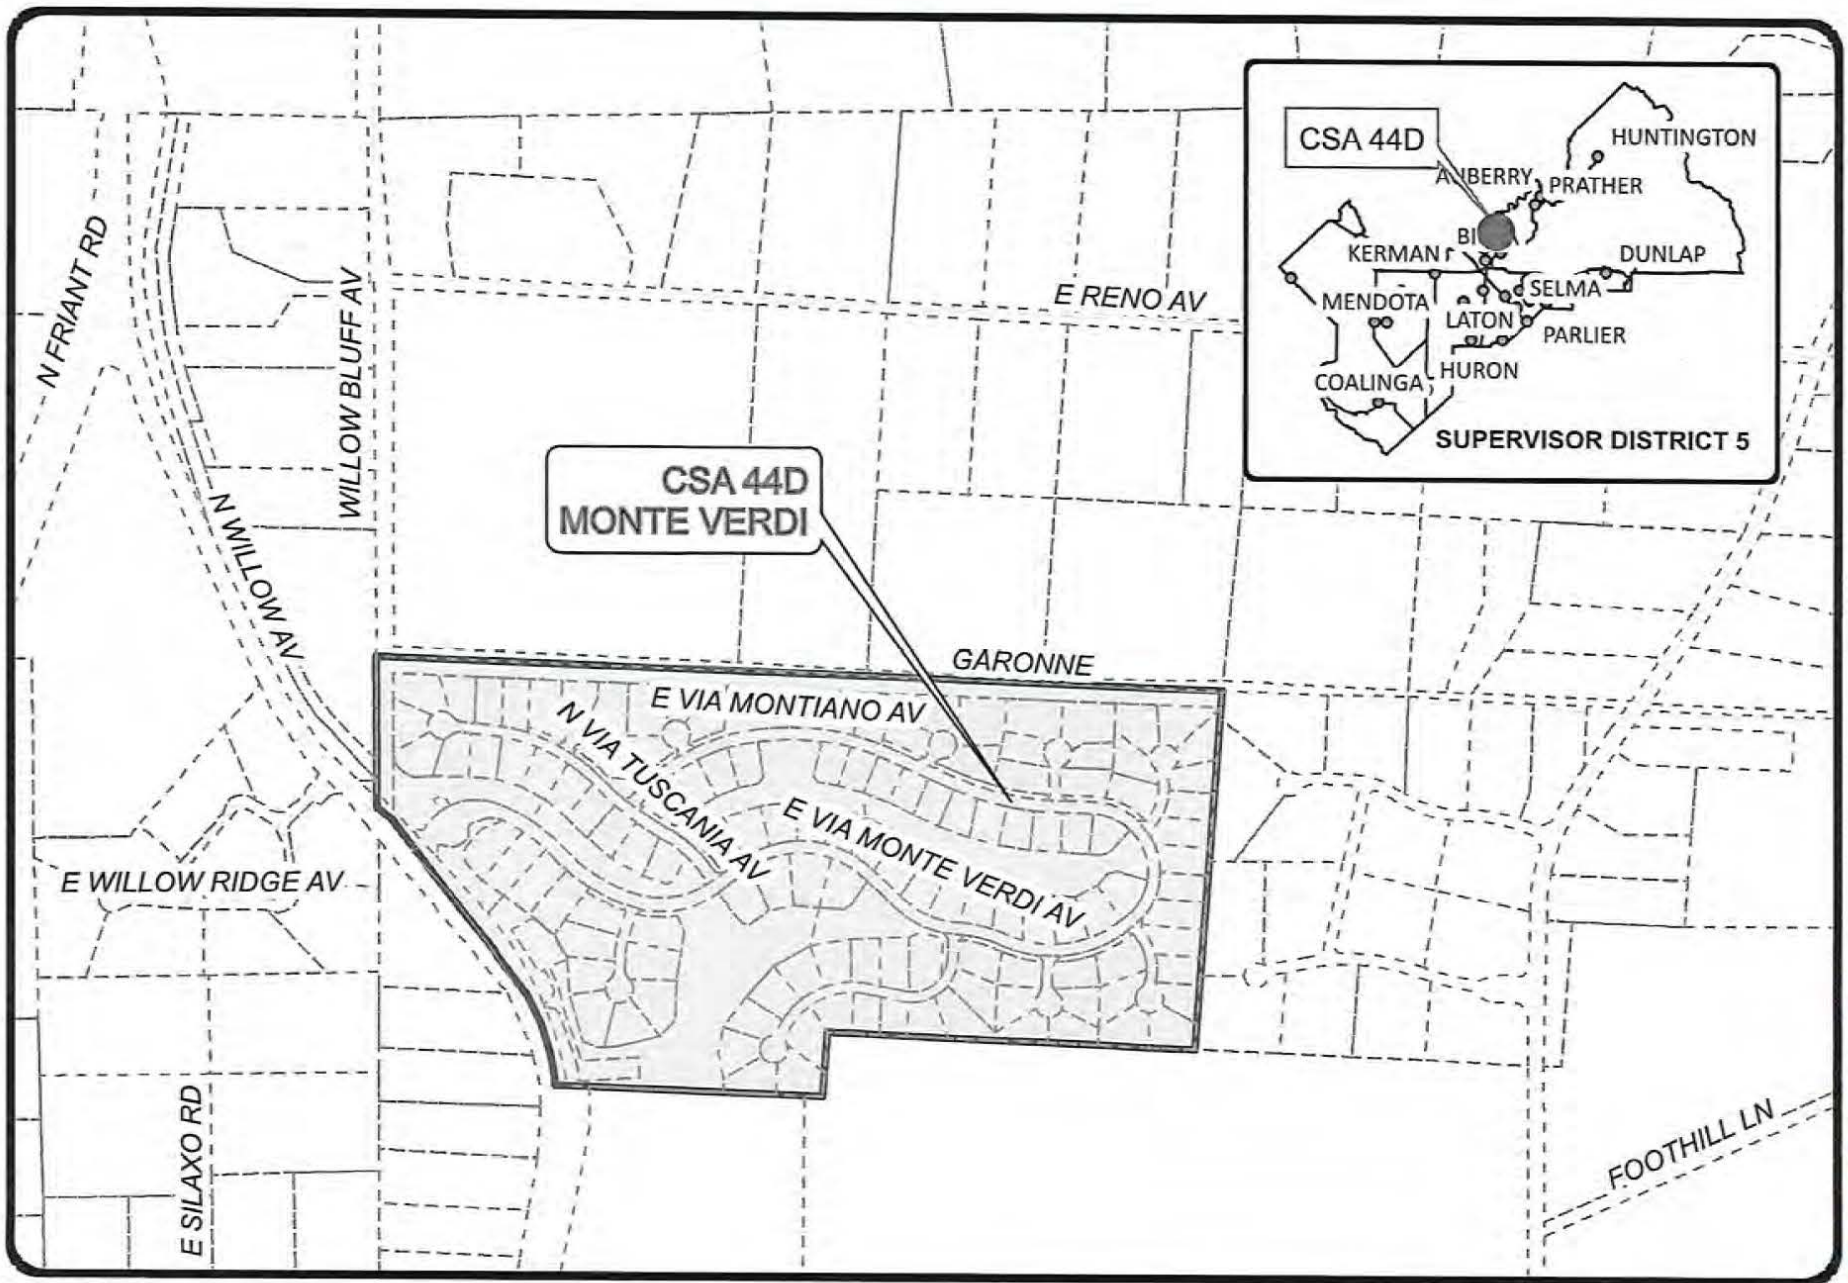 CSA 44D
HUNTINGTON
AUBERRY
PRATHER
BI
KERMAN
DUNLAP
MENDOTA
SELMA
LATON
PARLIER
HURON
COALINGA
SUPERVISOR DISTRICT 5
N FRIANT RD
WILLOW BLUFF AV
E RENO AV
N WILLOW AV
CSA 44D
MONTE VERDI
GARONNE
E VIA MONTIANO AV
N VIA TUSCANIA AV
E VIA MONTE VERDI AV
E WILLOW RIDGE AV
E SILAXO RD
FOOTHILL LN